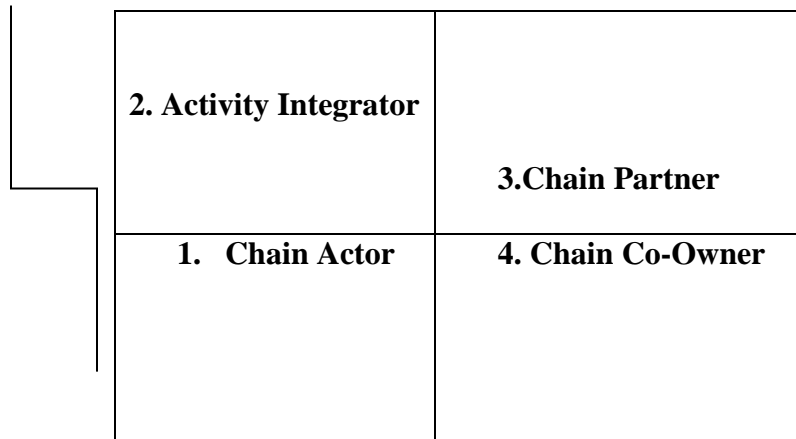 2. Activity Integrator
3.Chain Partner
1. Chain Actor
4. Chain Co-Owner